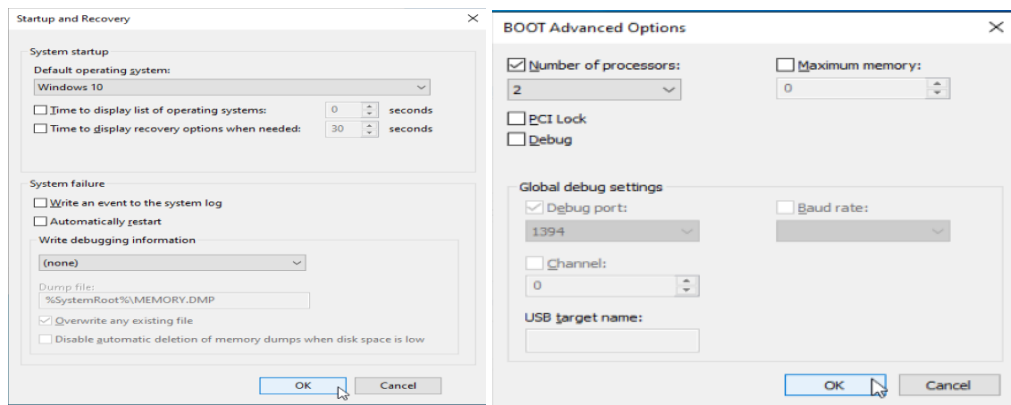 Startup and Recovery
System startup
Default operating system:
Windows 10
Time to display list of operating systems: 0 seconds
Time to display recovery options when needed: 30 seconds
System failure
Write an event to the system log
Automatically restart
Write debugging information
(none)
Dump file:
%SystemRoot%\MEMORY.DMP
Overwrite any existing file
Disable automatic deletion of memory dumps when disk space is low
OK Cancel
BOOT Advanced Options
Number of processors: Maximum memory:
2 0
PCI Lock
Debug
Global debug settings
Debug port: Baud rate:
1394
Channel:
0
USB target name:
OK Cancel